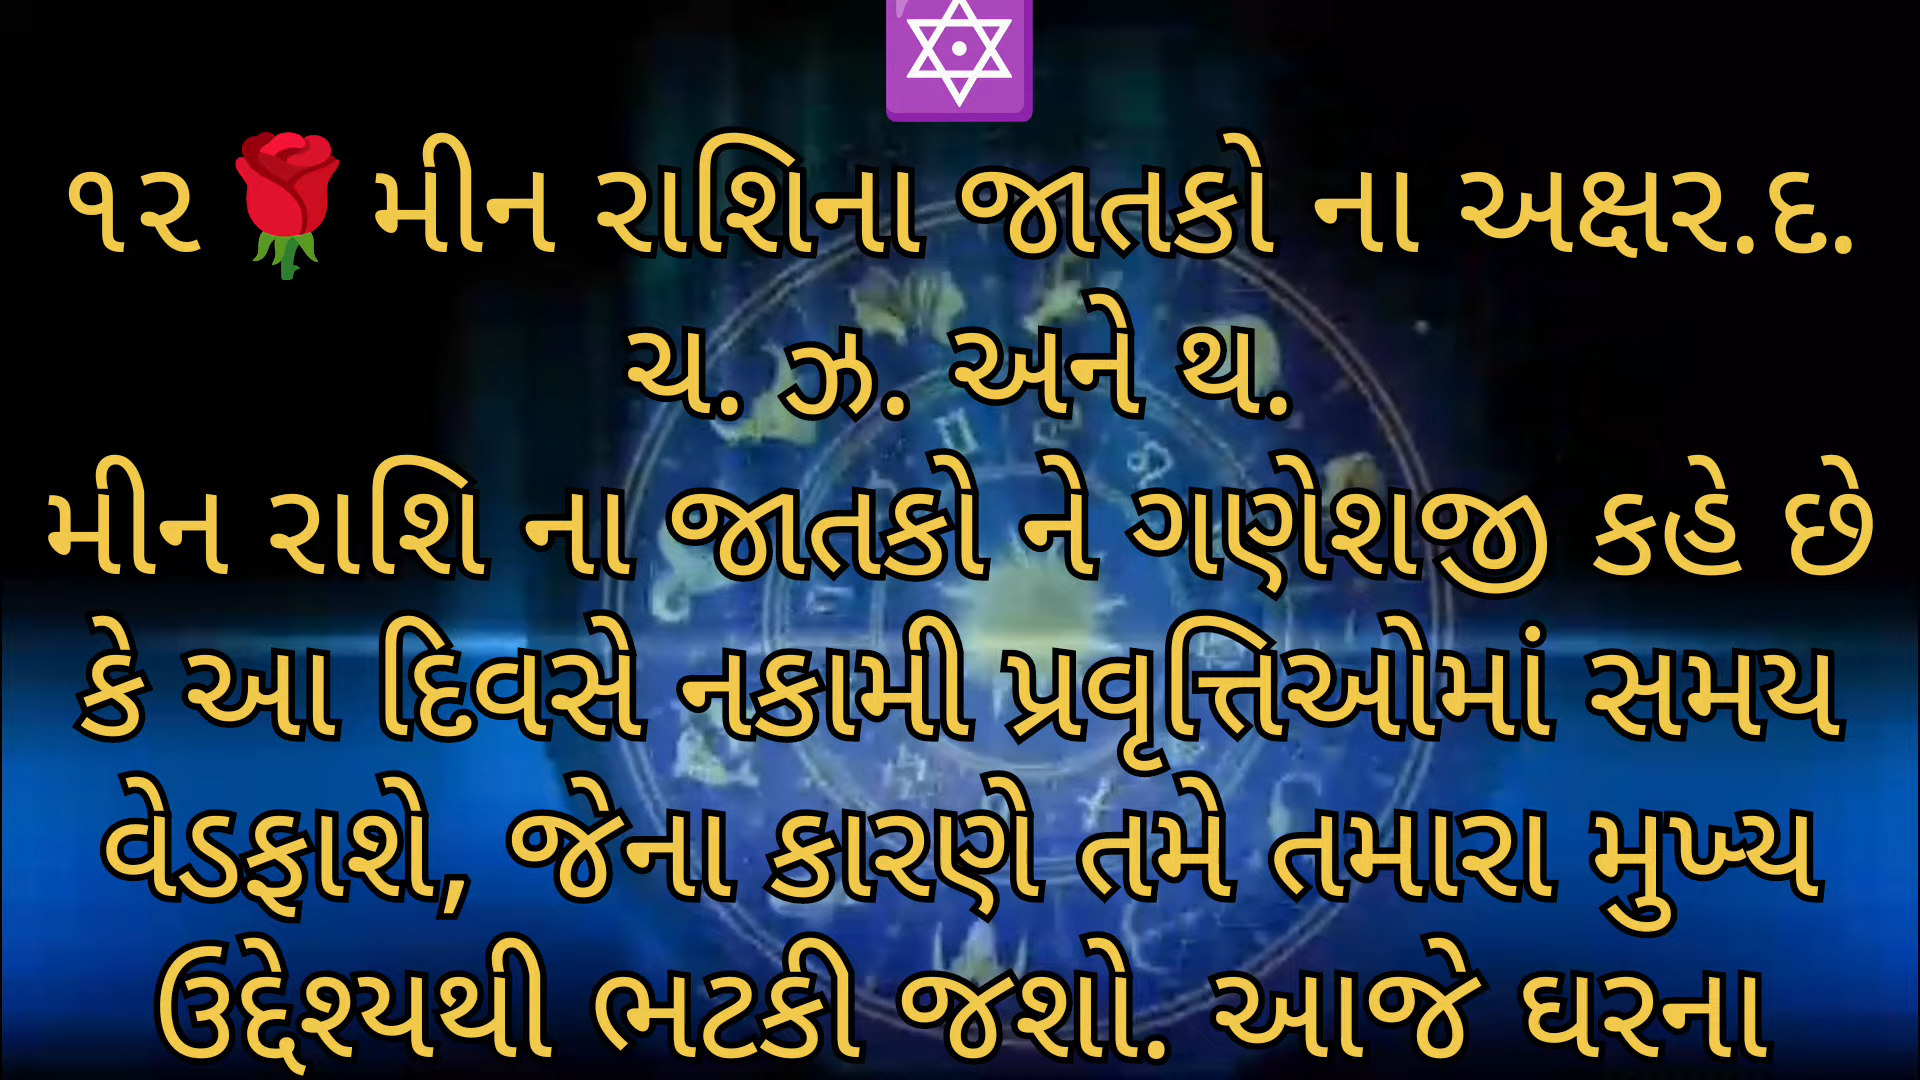 ૧૨🌹મીન રાશિના જાતકો ના અક્ષર.દ.
ચ. ઝ. અને થ.
મીન રાશિ ના જાતકો ને ગણેશજી કહે છે
કે આ દિવસે નકામી પ્રવૃત્તિઓમાં સમય
વેડફાશે, જેના કારણે તમે તમારા મુખ્ય
ઉદ્દેશ્યથી ભટકી જશો. આજે ઘરના